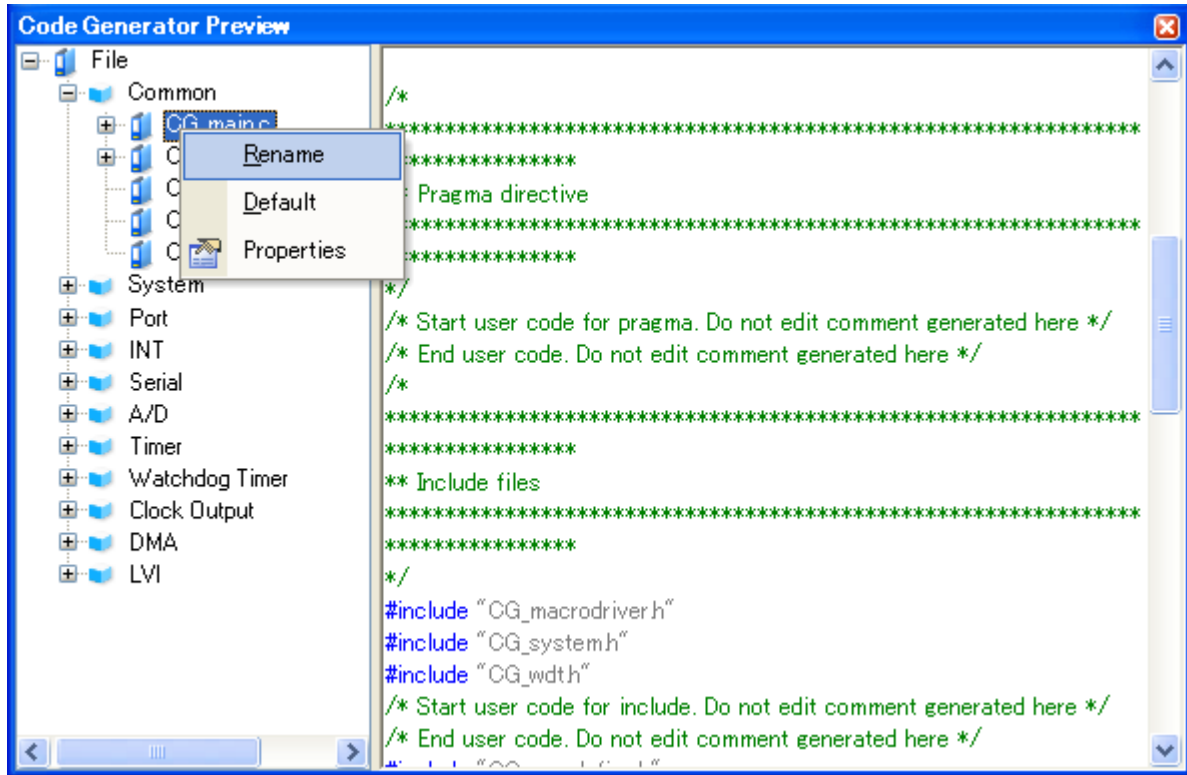 Code Generator Preview
File
Common
CG_main.c
C
C
C
C
Rename
Default
Properties
System
Port
INT
Serial
A/D
Timer
Watchdog Timer
Clock Output
DMA
LVI
/*
****************************************************************
****************
* Pragma directive
****************************************************************
****************
*/
/* Start user code for pragma. Do not edit comment generated here */
/* End user code. Do not edit comment generated here */
/*
****************************************************************
****************
** Include files
****************************************************************
****************
*/
#include "CG_macrodriver.h"
#include "CG_system.h"
#include "CG_wdt.h"
/* Start user code for include. Do not edit comment generated here */
/* End user code. Do not edit comment generated here */